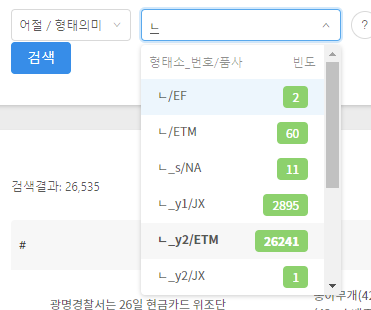 어절 / 형태의미
ㄴ
?
검색
형태소_번호/품사 빈도
ㄴ/EF 2
ㄴ/ETM 60
ㄴ_s/NA 11
ㄴ_y1/JX 2895
ㄴ_y2/ETM 26241
ㄴ_y2/JX 1
검색결과: 26,535
#
광명경찰서는 26일 현금카드 위조단